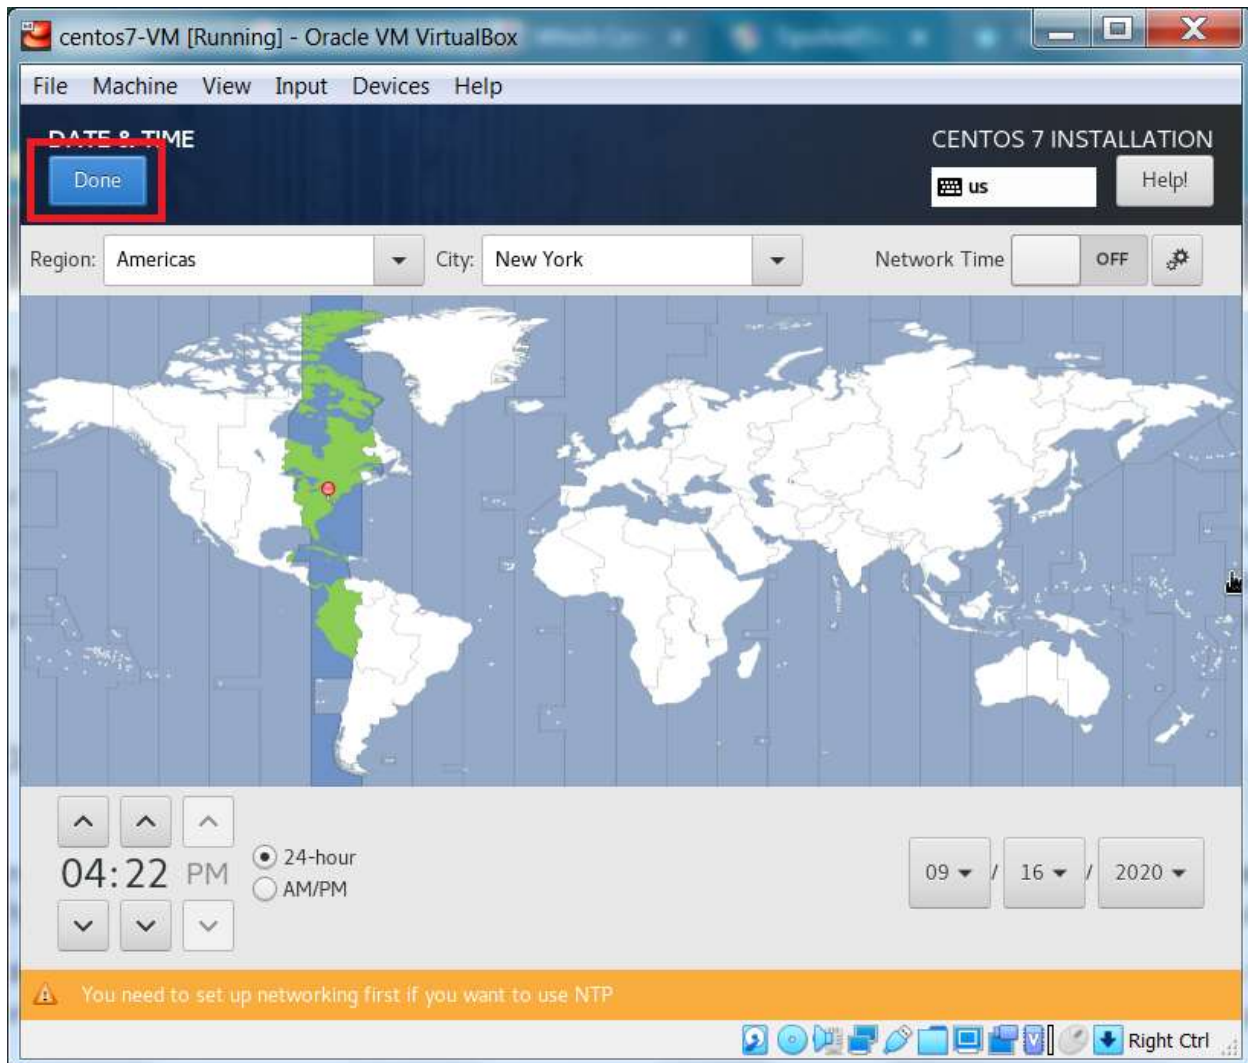 centos7-VM [Running] - Oracle VM VirtualBox
File Machine View Input Devices Help
DATE & TIME
CENTOS 7 INSTALLATION
Done
us
Help!
Region: Americas City: New York Network Time OFF
04:22 PM
24-hour
AM/PM
09 / 16 / 2020
You need to set up networking first if you want to use NTP
Right Ctrl